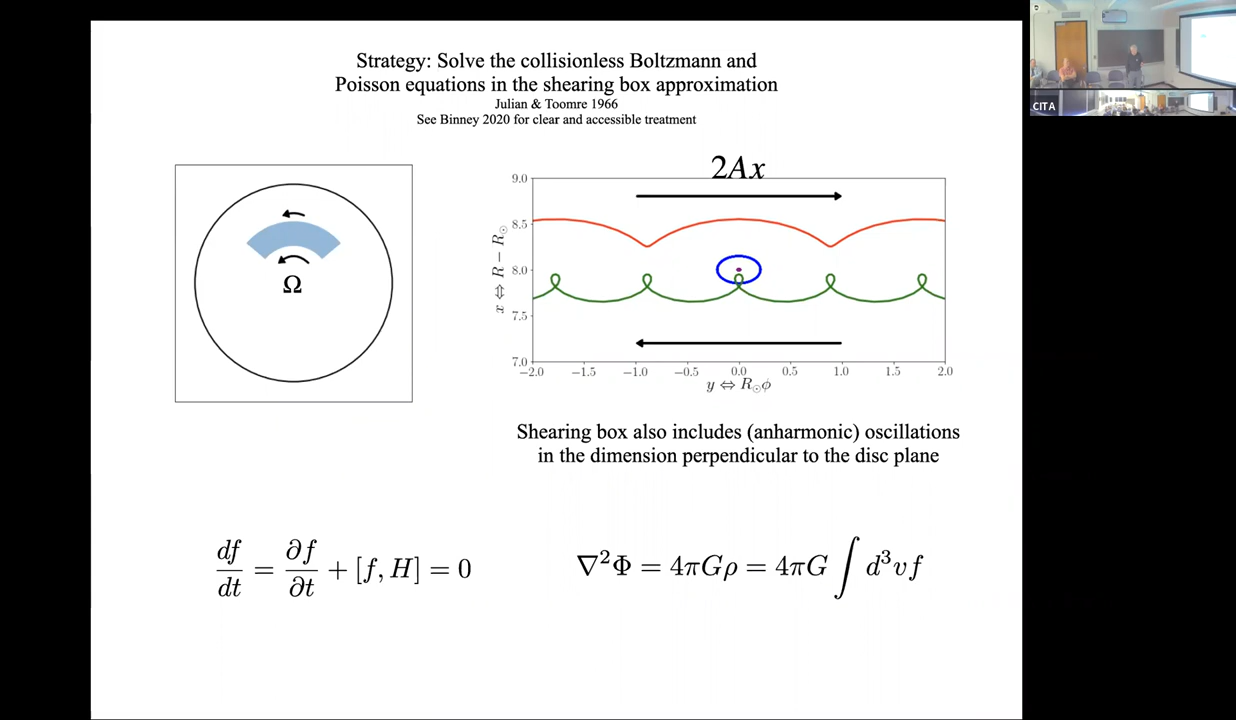 Strategy: Solve the collisionless Boltzmann and
Poisson equations in the shearing box approximation
Julian & Toomre 1966
See Binney 2020 for clear and accessible treatment
Ω
2Ax
x ⇔ R − R☉
9.0
8.5
8.0
7.5
7.0
−2.0 −1.5 −1.0 −0.5 0.0 0.5 1.0 1.5 2.0
y ⇔ R☉ϕ
Shearing box also includes (anharmonic) oscillations
in the dimension perpendicular to the disc plane
df/dt = ∂f/∂t + [f, H] = 0
∇²Φ = 4πGρ = 4πG ∫ d³v f
CITA